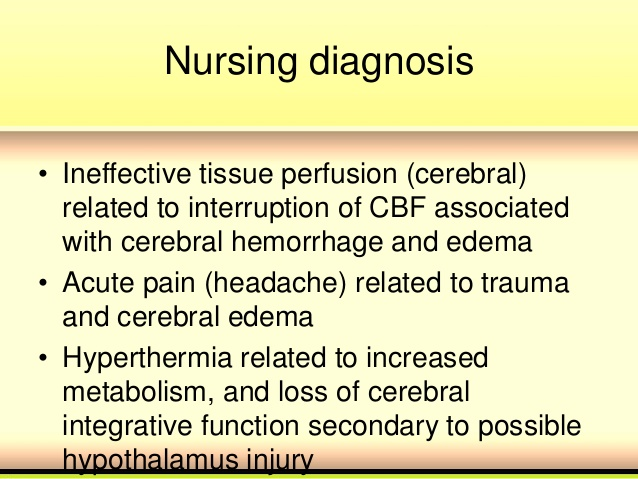 Nursing diagnosis
• Ineffective tissue perfusion (cerebral)
related to interruption of CBF associated
with cerebral hemorrhage and edema
• Acute pain (headache) related to trauma
and cerebral edema
• Hyperthermia related to increased
metabolism, and loss of cerebral
integrative function secondary to possible
hypothalamus injury